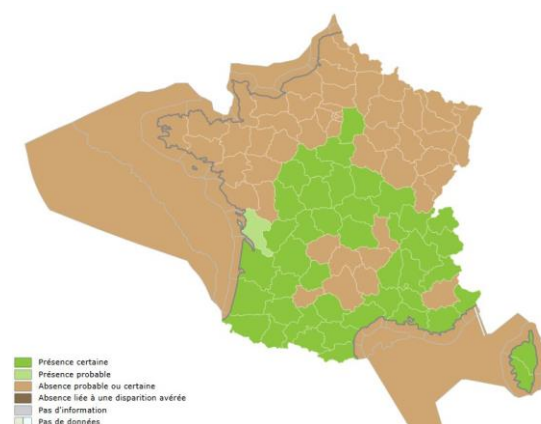 Présence certaine
Présence probable
Absence probable ou certaine
Absence liée à une disparition avérée
Pas d'information
Pas de données